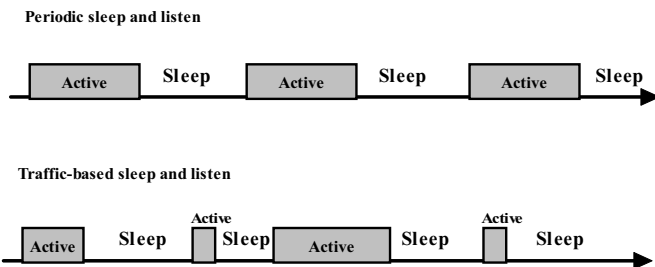 Periodic sleep and listen
Active Sleep Active Sleep Active Sleep
Traffic-based sleep and listen
Active Active
Active Sleep Sleep Active Sleep Sleep